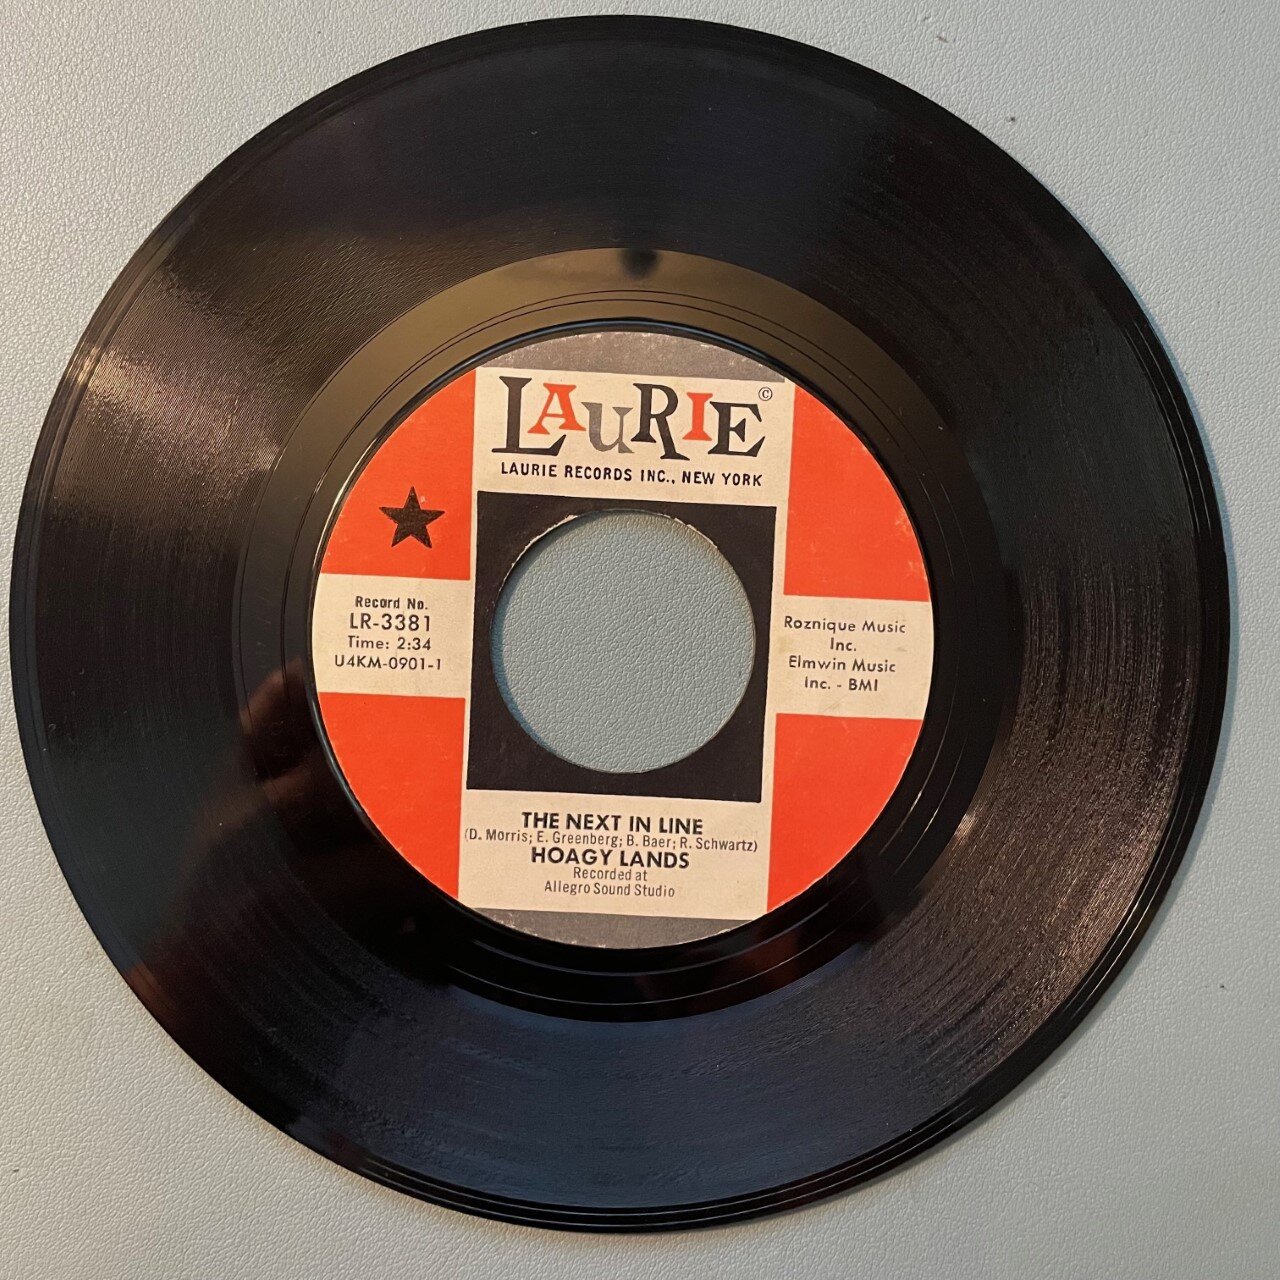 LAURIE ©
LAURIE RECORDS INC., NEW YORK
Record No.
LR-3381
Time: 2:34
U4KM-0901-1
Roznique Music
Inc.
Elmwin Music
Inc. - BMI
THE NEXT IN LINE
(D. Morris; E. Greenberg; B. Baer; R. Schwartz)
HOAGY LANDS
Recorded at
Allegro Sound Studio